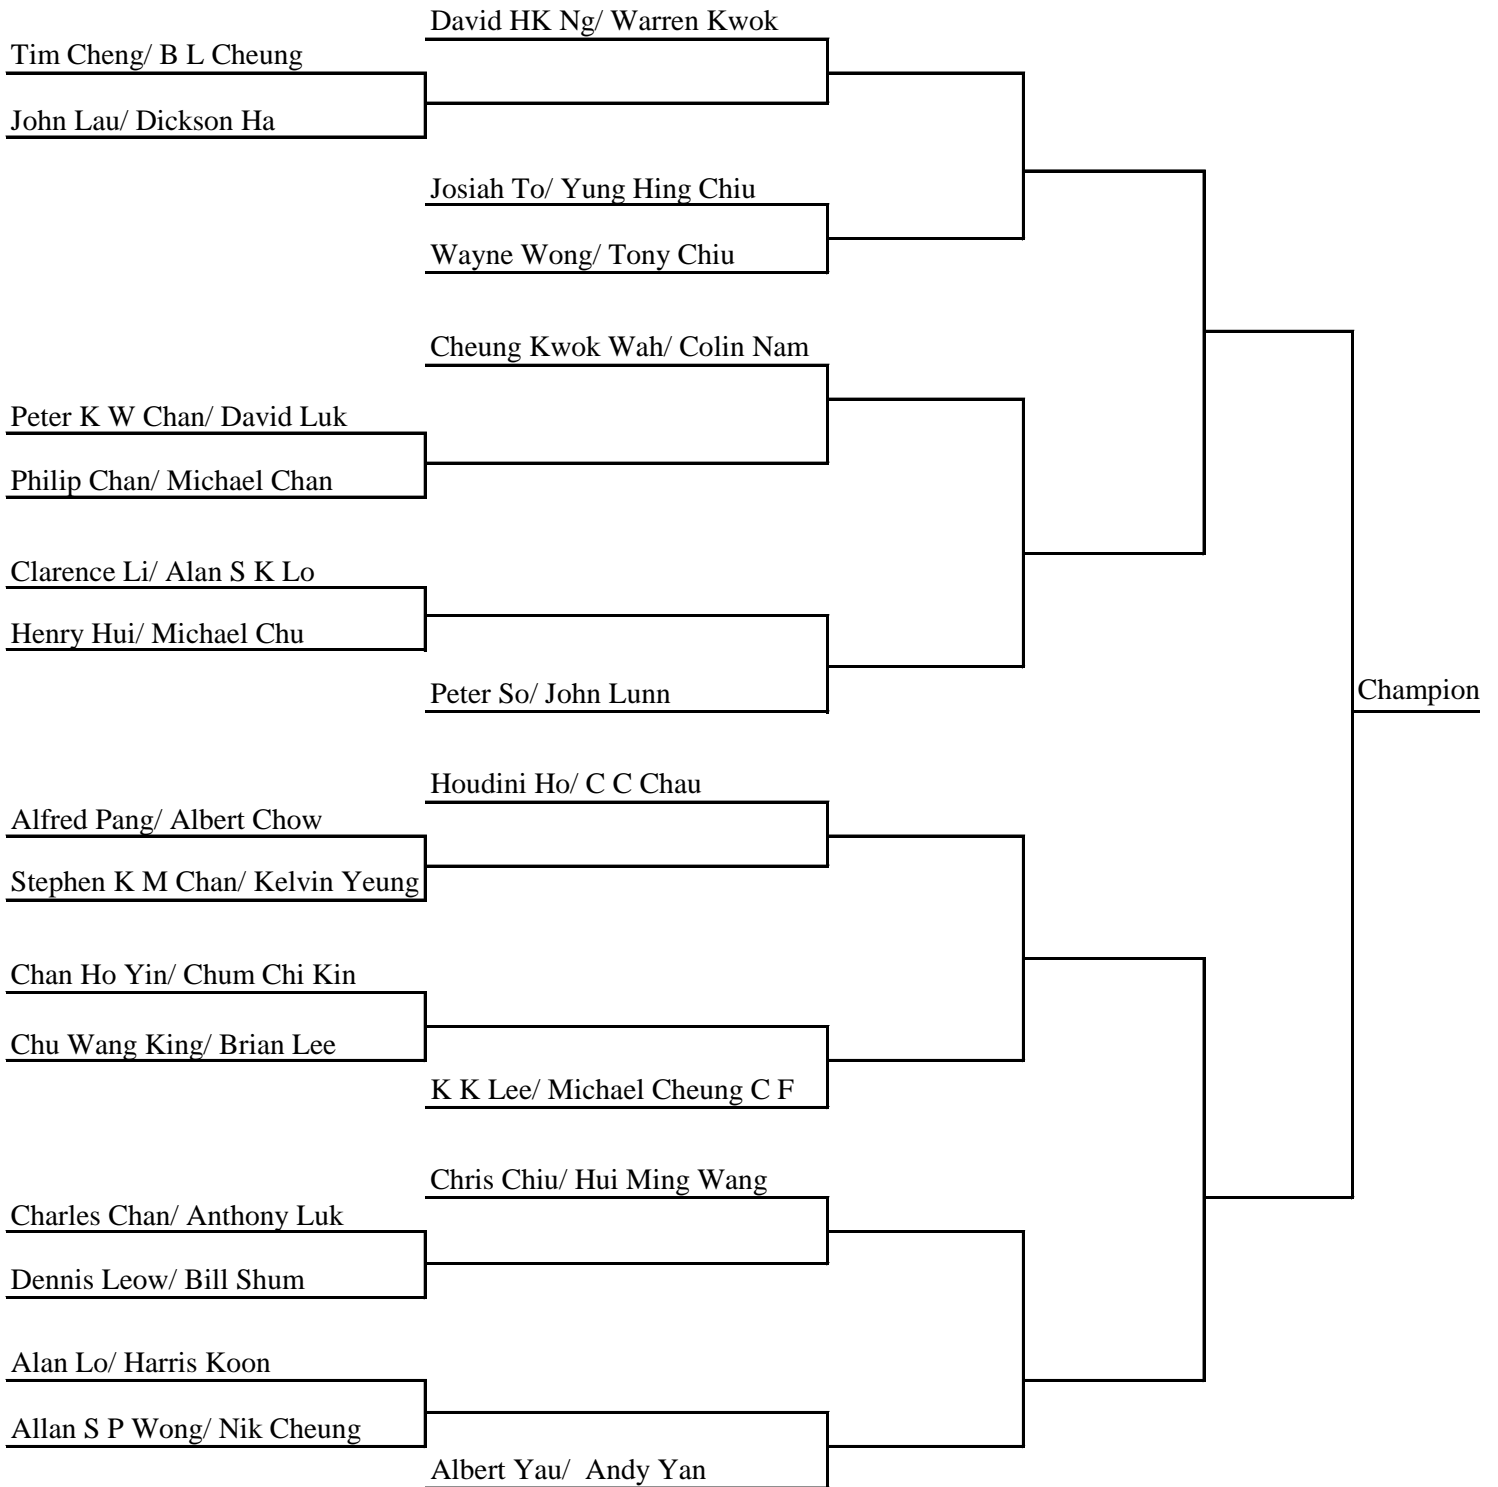 David HK Ng/ Warren Kwok
Tim Cheng/ B L Cheung
John Lau/ Dickson Ha
Josiah To/ Yung Hing Chiu
Wayne Wong/ Tony Chiu
Cheung Kwok Wah/ Colin Nam
Peter K W Chan/ David Luk
Philip Chan/ Michael Chan
Clarence Li/ Alan S K Lo
Henry Hui/ Michael Chu
Peter So/ John Lunn
Champion
Houdini Ho/ C C Chau
Alfred Pang/ Albert Chow
Stephen K M Chan/ Kelvin Yeung
Chan Ho Yin/ Chum Chi Kin
Chu Wang King/ Brian Lee
K K Lee/ Michael Cheung C F
Chris Chiu/ Hui Ming Wang
Charles Chan/ Anthony Luk
Dennis Leow/ Bill Shum
Alan Lo/ Harris Koon
Allan S P Wong/ Nik Cheung
Albert Yau/  Andy Yan